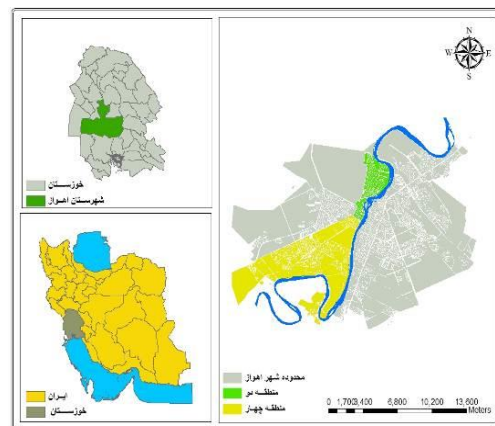 خوزستان
شهرستان اهواز
ایران
خوزستان
N
W E
S
محدوده شهر اهواز
منطقه دو
منطقه چهار
0 1,700 3,400 6,800 10,200 13,600
Meters